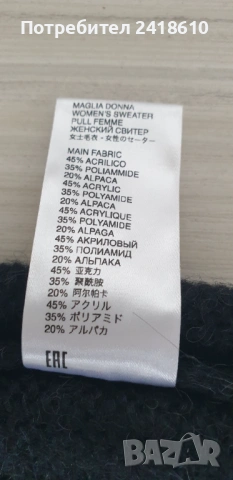 Потребител 2418610
MAGLIA DONNA
WOMEN'S SWEATER
PULL FEMME
ЖЕНСКИЙ СВИТЕР
女士毛衣・女性のセーター
MAIN FABRIC
45% ACRILICO
35% POLIAMMIDE
20% ALPACA
45% ACRYLIC
35% POLYAMIDE
20% ALPACA
45% ACRYLIQUE
35% POLYAMIDE
20% ALPAGA
45% АКРИЛОВЫЙ
35% ПОЛИАМИД
20% АЛЬПАКА
45% 亚克力
35% 聚酰胺
20% 阿尔帕卡
45% アクリル
35% ポリアミド
20% アルパカ
EAC
BAZAR